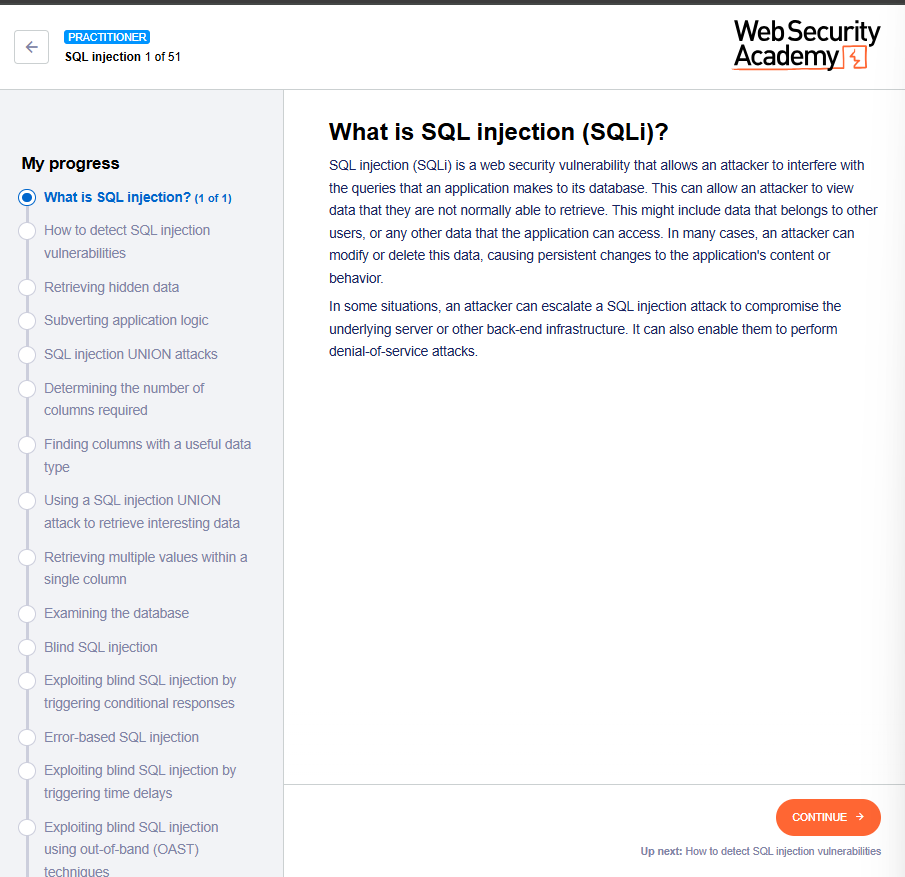 PRACTITIONER
SQL injection 1 of 51
Web Security
Academy
My progress
What is SQL injection? (1 of 1)
How to detect SQL injection
vulnerabilities
Retrieving hidden data
Subverting application logic
SQL injection UNION attacks
Determining the number of
columns required
Finding columns with a useful data
type
Using a SQL injection UNION
attack to retrieve interesting data
Retrieving multiple values within a
single column
Examining the database
Blind SQL injection
Exploiting blind SQL injection by
triggering conditional responses
Error-based SQL injection
Exploiting blind SQL injection by
triggering time delays
Exploiting blind SQL injection
using out-of-band (OAST)
techniques
What is SQL injection (SQLi)?
SQL injection (SQLi) is a web security vulnerability that allows an attacker to interfere with
the queries that an application makes to its database. This can allow an attacker to view
data that they are not normally able to retrieve. This might include data that belongs to other
users, or any other data that the application can access. In many cases, an attacker can
modify or delete this data, causing persistent changes to the application's content or
behavior.
In some situations, an attacker can escalate a SQL injection attack to compromise the
underlying server or other back-end infrastructure. It can also enable them to perform
denial-of-service attacks.
CONTINUE
Up next: How to detect SQL injection vulnerabilities